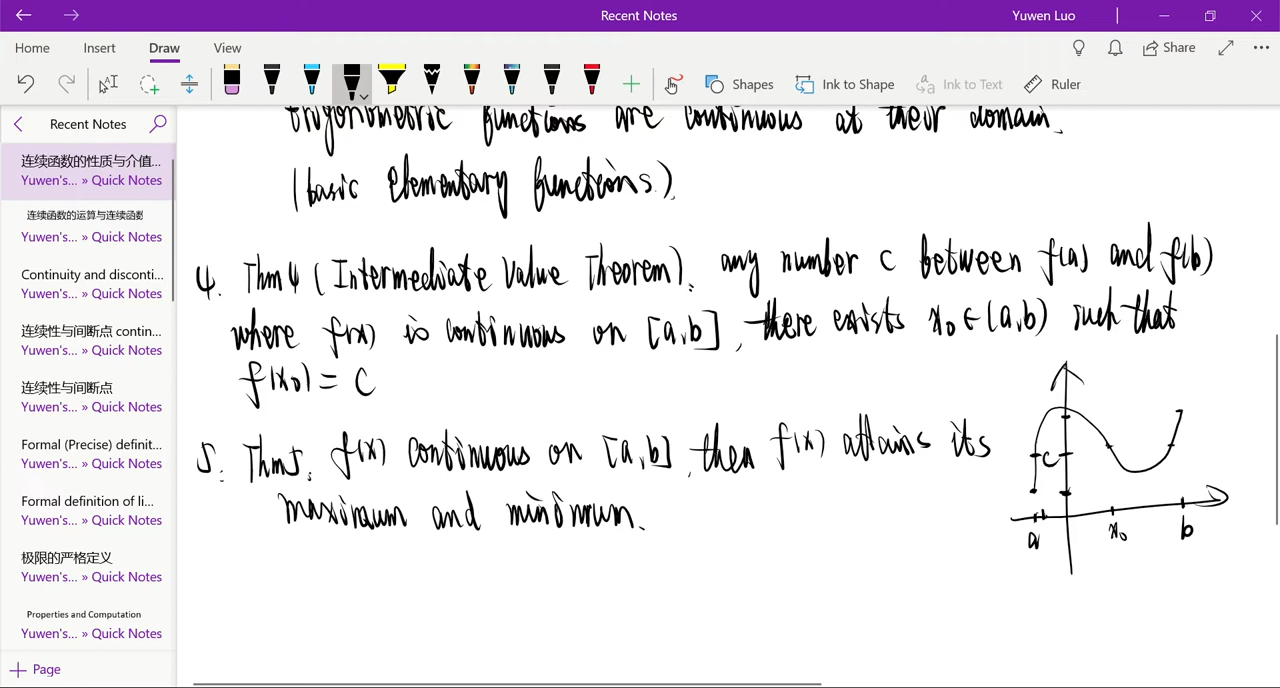 Recent Notes
Yuwen Luo
Home Insert Draw View
Share
Shapes
Ink to Shape
Ink to Text
Ruler
Recent Notes
连续函数的性质与介值...
Yuwen's... » Quick Notes
连续函数的运算与连续函数
Yuwen's... » Quick Notes
Continuity and disconti...
Yuwen's... » Quick Notes
连续性与间断点 contin...
Yuwen's... » Quick Notes
连续性与间断点
Yuwen's... » Quick Notes
Formal (Precise) definit...
Yuwen's... » Quick Notes
Formal definition of li...
Yuwen's... » Quick Notes
极限的严格定义
Yuwen's... » Quick Notes
Properties and Computation
Yuwen's... » Quick Notes
Page
trigonometric functions are continuous at their domain.
(basic elementary functions).
4. Thm4 (Intermediate Value Theorem). any number c between f(a) and f(b)
where f(x) is continuous on [a,b], there exists x₀ ∈ (a,b) such that
f(x₀) = c
5. Thm5. f(x) continuous on [a,b], then f(x) attains its
maximum and minimum.
c
a x₀ b